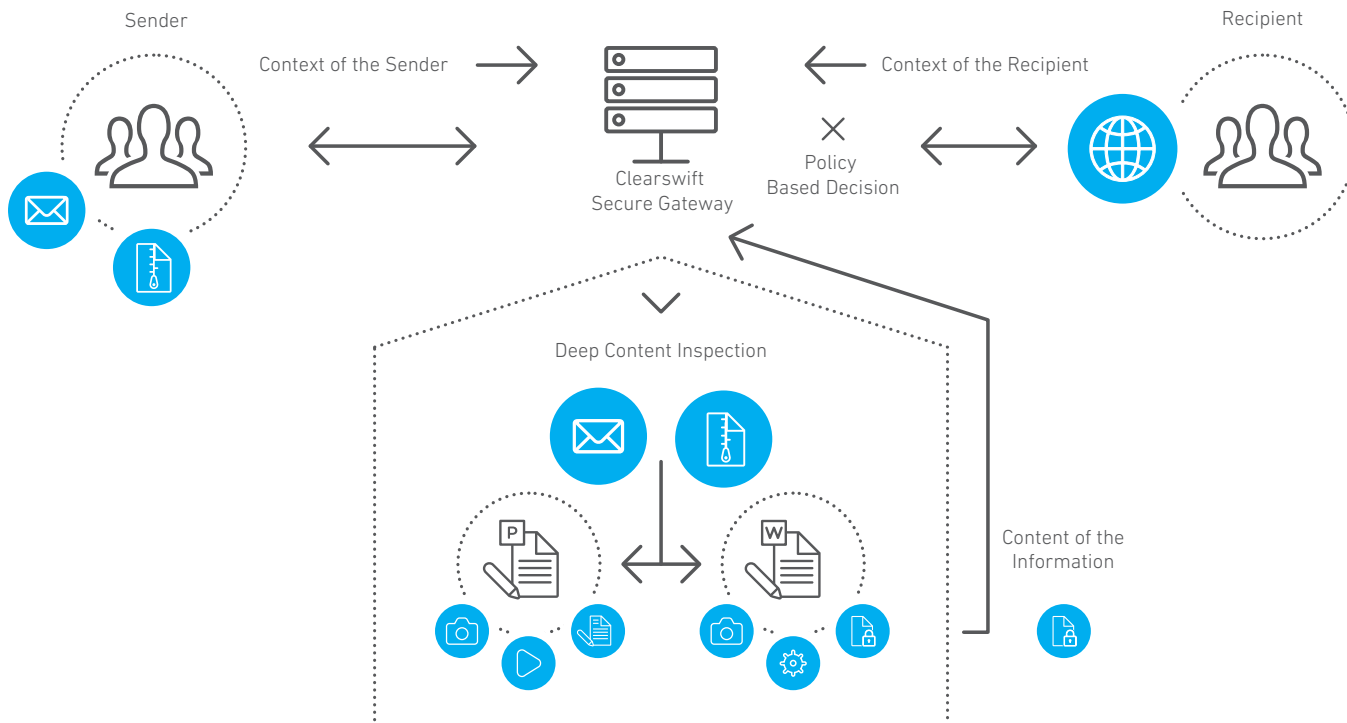 Sender
Recipient
Context of the Sender
Context of the Recipient
Policy
Based Decision
Clearswift
Secure Gateway
Deep Content Inspection
P
W
Content of the
Information